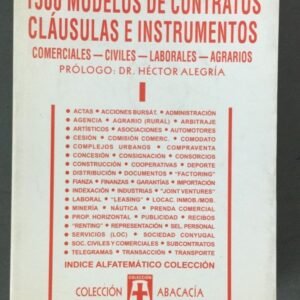 1500 MODELOS DE CONTRATOS
CLÁUSULAS E INSTRUMENTOS
COMERCIALES — CIVILES — LABORALES — AGRARIOS
PRÓLOGO: DR. HÉCTOR ALEGRÍA
I
• ACTAS • ACCIONES BURSÁT. • ADMINISTRACIÓN
• AGENCIA • AGRARIO (RURAL) • ARBITRAJE
• ARTÍSTICOS • ASOCIACIONES • AUTOMOTORES
• CESIÓN • COMISIÓN COMERC. • COMODATO
• COMPLEJOS URBANOS • COMPRAVENTA
• CONCESIÓN • CONSIGNACIÓN • CONSORCIOS
• CONSTRUCCIÓN • COOPERATIVAS • DEPORTE
• DISTRIBUCIÓN • DOCUMENTOS • "FACTORING"
• FIANZA • FINANZAS • GARANTÍAS • IMPORTACIÓN
• INDEXACIÓN • INDUSTRIAS • "JOINT VENTURES"
• LABORAL • "LEASING" • LOCAC. INMOB./MOB.
• MINERÍA • NÁUTICA • PRENDA COMERCIAL
• PROP. HORIZONTAL • PUBLICIDAD • RECIBOS
• "RENTING" • REPRESENTACIÓN • SEL. PERSONAL
• SERVICIOS (LOC) • SOCIEDAD CONYUGAL
• SOC. CIVILES Y COMERCIALES • SUBCONTRATOS
• TELEGRAMAS • TRANSACCIÓN • TRANSPORTE
INDICE ALFATEMÁTICO COLECCIÓN
COLECCIÓN
COLECCIÓN ABACACÍA